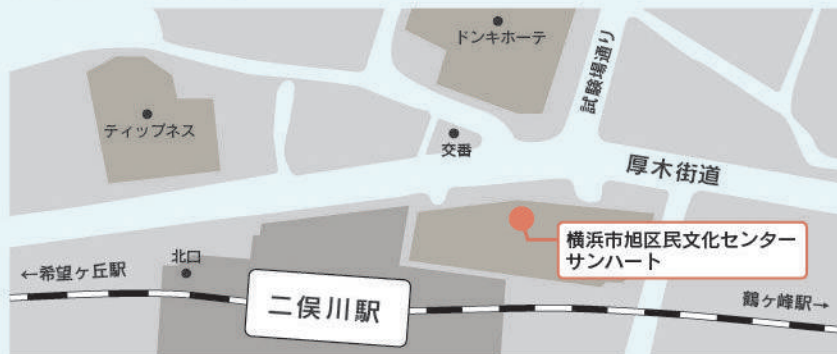 ドンキホーテ
試験場通り
ティップネス
交番
厚木街道
横浜市旭区民文化センター
サンハート
北口
←希望ヶ丘駅
二俣川駅
鶴ヶ峰駅→